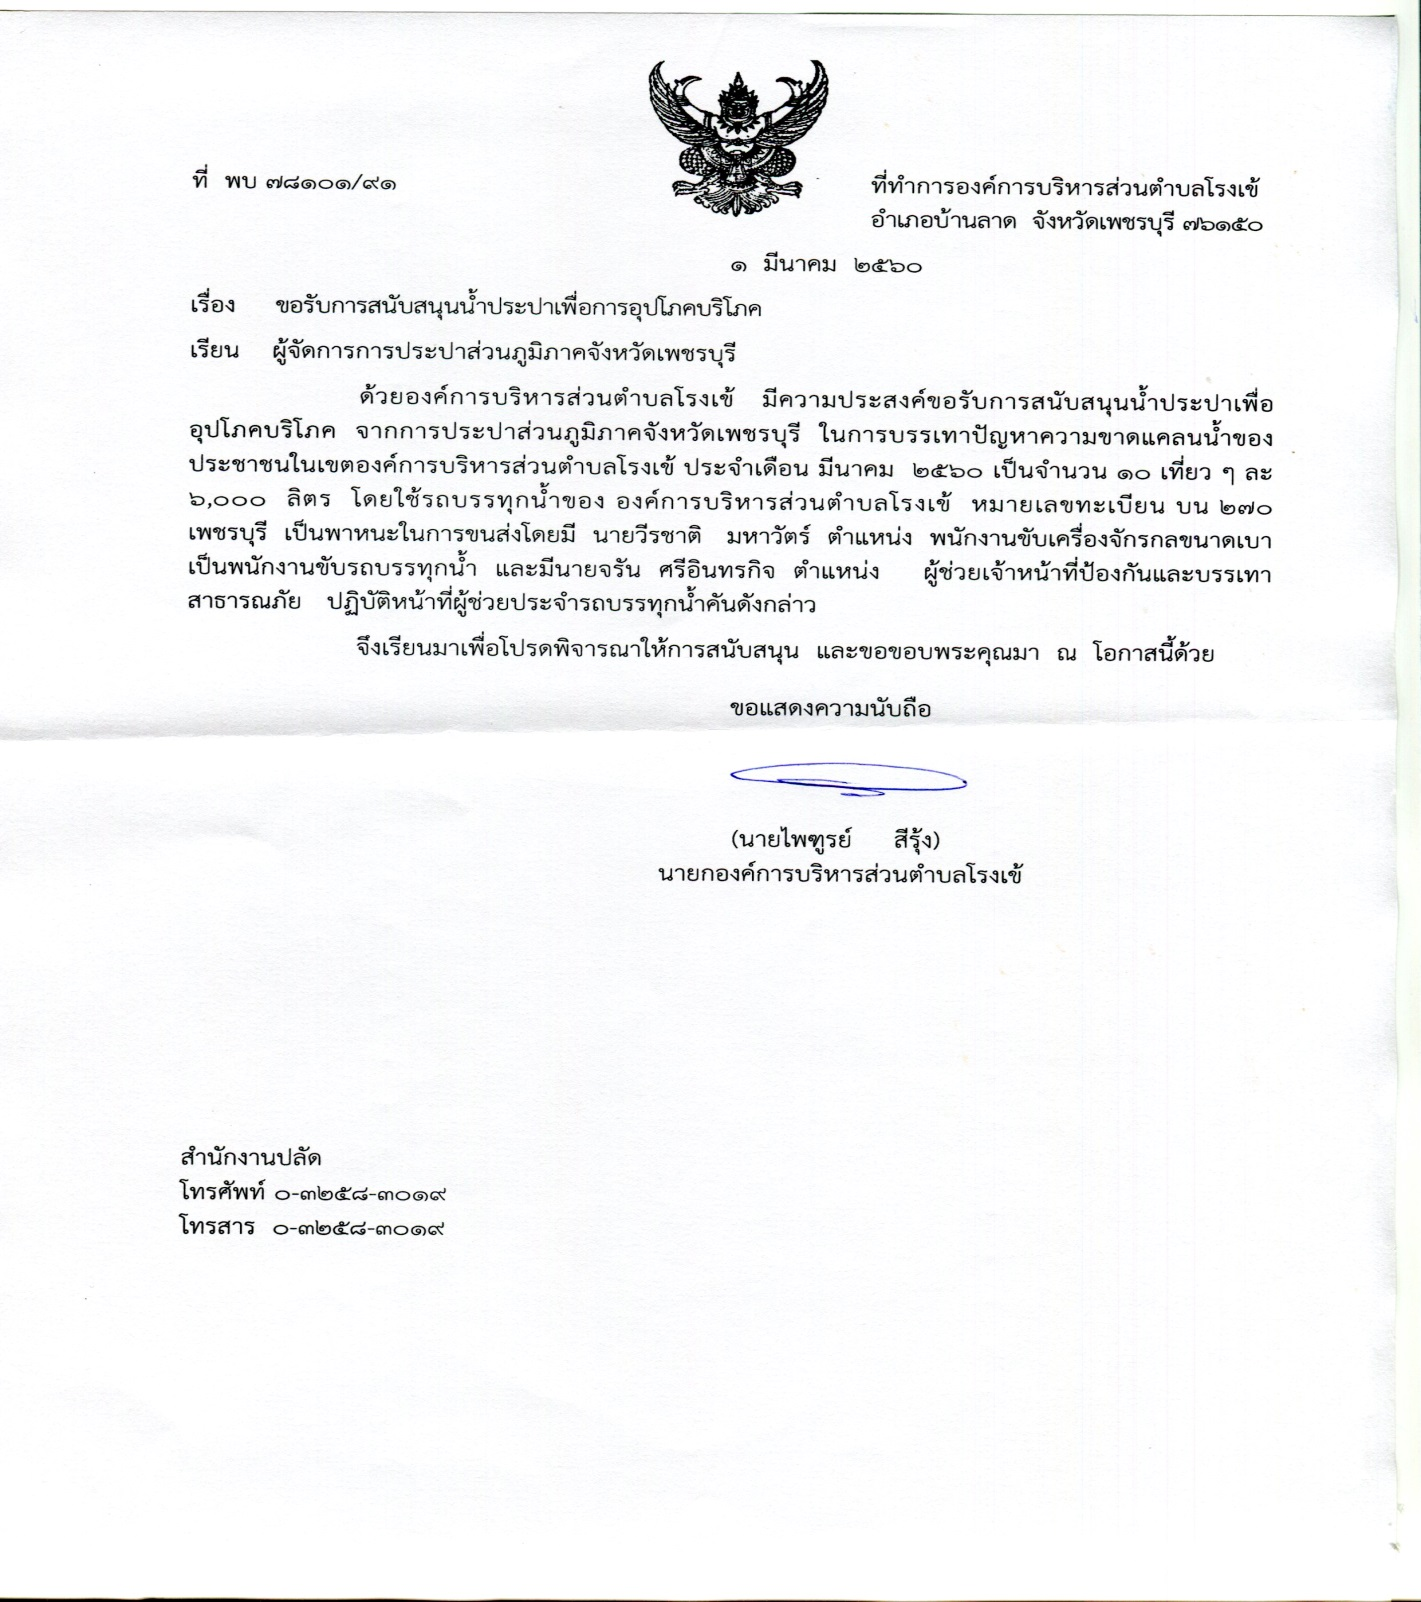 ที่ พบ ๗๘๑๐๑/๙๑
ที่ทำการองค์การบริหารส่วนตำบลโรงเข้
อำเภอบ้านลาด จังหวัดเพชรบุรี ๗๖๑๕๐
๑ มีนาคม ๒๕๖๐
เรื่อง ขอรับการสนับสนุนน้ำประปาเพื่อการอุปโภคบริโภค
เรียน ผู้จัดการการประปาส่วนภูมิภาคจังหวัดเพชรบุรี
ด้วยองค์การบริหารส่วนตำบลโรงเข้ มีความประสงค์ขอรับการสนับสนุนน้ำประปาเพื่อ
อุปโภคบริโภค จากการประปาส่วนภูมิภาคจังหวัดเพชรบุรี ในการบรรเทาปัญหาความขาดแคลนน้ำของ
ประชาชนในเขตองค์การบริหารส่วนตำบลโรงเข้ ประจำเดือน มีนาคม ๒๕๖๐ เป็นจำนวน ๑๐ เที่ยว ๆ ละ
๖,๐๐๐ ลิตร โดยใช้รถบรรทุกน้ำของ องค์การบริหารส่วนตำบลโรงเข้ หมายเลขทะเบียน บน ๒๗๐
เพชรบุรี เป็นพาหนะในการขนส่งโดยมี นายวีรชาติ มหาวัตร์ ตำแหน่ง พนักงานขับเครื่องจักรกลขนาดเบา
เป็นพนักงานขับรถบรรทุกน้ำ และมีนายจรัน ศรีอินทรกิจ ตำแหน่ง ผู้ช่วยเจ้าหน้าที่ป้องกันและบรรเทา
สาธารณภัย ปฏิบัติหน้าที่ผู้ช่วยประจำรถบรรทุกน้ำคันดังกล่าว
จึงเรียนมาเพื่อโปรดพิจารณาให้การสนับสนุน และขอขอบพระคุณมา ณ โอกาสนี้ด้วย
ขอแสดงความนับถือ
(นายไพฑูรย์ สีรุ้ง)
นายกองค์การบริหารส่วนตำบลโรงเข้
สำนักงานปลัด
โทรศัพท์ ๐-๓๒๕๘-๓๐๑๙
โทรสาร ๐-๓๒๕๘-๓๐๑๙